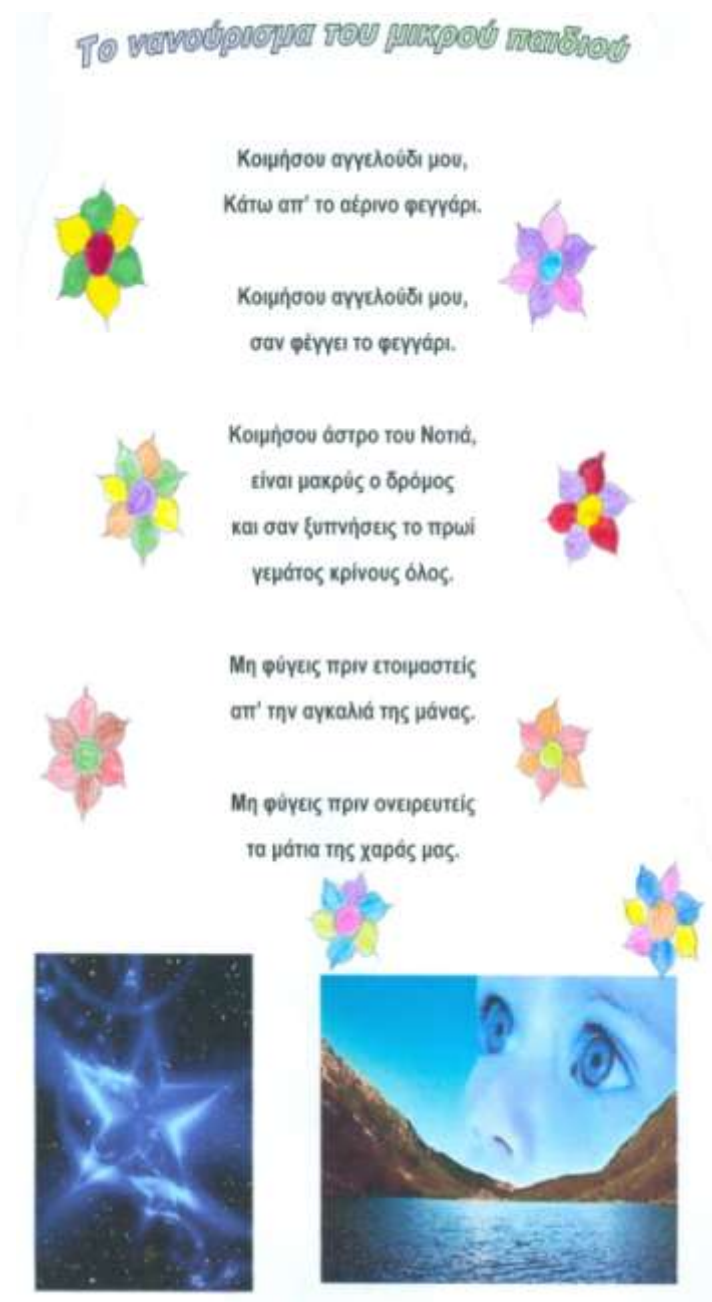 Το νανούρισμα του μικρού παιδιού
Κοιμήσου αγγελούδι μου,
Κάτω απ' το αέρινο φεγγάρι.
Κοιμήσου αγγελούδι μου,
σαν φέγγει το φεγγάρι.
Κοιμήσου άστρο του Νοτιά,
είναι μακρύς ο δρόμος
και σαν ξυπνήσεις το πρωί
γεμάτος κρίνους όλος.
Μη φύγεις πριν ετοιμαστείς
απ' την αγκαλιά της μάνας.
Μη φύγεις πριν ονειρευτείς
τα μάτια της χαράς μας.